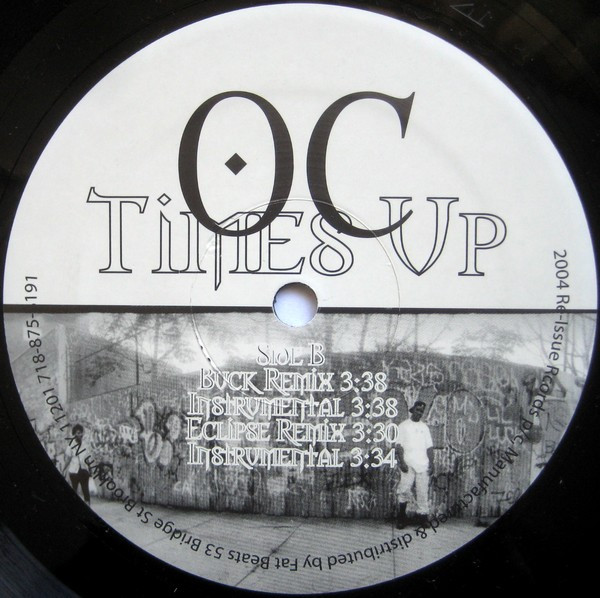 OC
Times Up
Side B
Buck Remix 3:38
Instrumental 3:38
Eclipse Remix 3:30
Instrumental 3:34
2004 Re-Issue Records Manufactured & distributed by Fat Beats 53 Bridge St Brooklyn NY 11201 718-875-